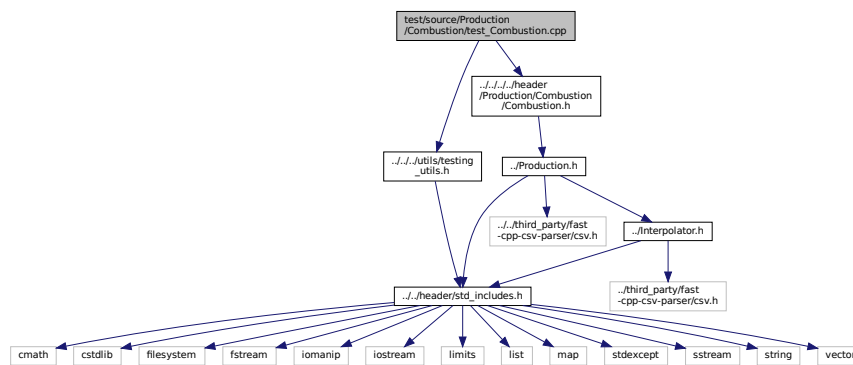 test/source/Production
/Combustion/test_Combustion.cpp
../../../../header
/Production/Combustion
/Combustion.h
../../../utils/testing
_utils.h
../Production.h
../../third_party/fast
-cpp-csv-parser/csv.h
../Interpolator.h
../third_party/fast
-cpp-csv-parser/csv.h
../../header/std_includes.h
cmath
cstdlib
filesystem
fstream
iomanip
iostream
limits
list
map
stdexcept
sstream
string
vector